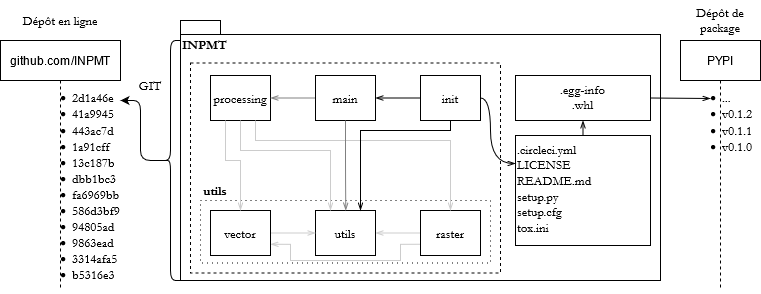 Dépôt en ligne
github.com/INPMT
2d1a46e
41a9945
443ac7d
1a91cff
13c187b
dbb1bc3
fa6969bb
586d3bf9
94805ad
9863ead
3314afa5
b5316e3
GIT
INPMT
processing
main
init
utils
vector
utils
raster
.egg-info
.whl
.circleci.yml
LICENSE
README.md
setup.py
setup.cfg
tox.ini
Dépôt de
package
PYPI
...
v0.1.2
v0.1.1
v0.1.0